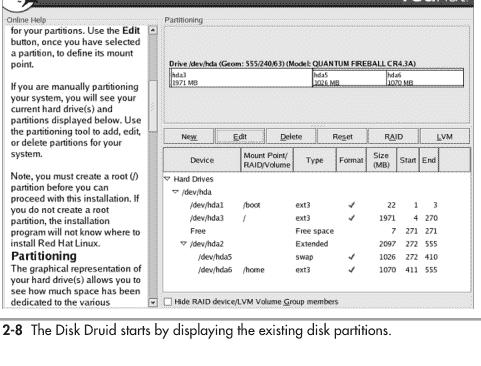 Online Help
for your partitions. Use the Edit
button, once you have selected
a partition, to define its mount
point.
If you are manually partitioning
your system, you will see your
current hard drive(s) and
partitions displayed below. Use
the partitioning tool to add, edit,
or delete partitions for your
system.
Note, you must create a root (/)
partition before you can
proceed with this installation. If
you do not create a root
partition, the installation
program will not know where to
install Red Hat Linux.
Partitioning
The graphical representation of
your hard drive(s) allows you to
see how much space has been
dedicated to the various
Partitioning
Drive /dev/hda (Geom: 555/240/63) (Model: QUANTUM FIREBALL CR4.3A)
hda3 hda5 hda6
1971 MB 1026 MB 1070 MB
New Edit Delete Reset RAID LVM
Device Mount Point/ RAID/Volume Type Format Size (MB) Start End
Hard Drives
/dev/hda
/dev/hda1 /boot ext3 ✓ 22 1 3
/dev/hda3 / ext3 ✓ 1971 4 270
Free Free space 7 271 271
/dev/hda2 Extended 2097 272 555
/dev/hda5 swap ✓ 1026 272 410
/dev/hda6 /home ext3 ✓ 1070 411 555
Hide RAID device/LVM Volume Group members
2-8 The Disk Druid starts by displaying the existing disk partitions.